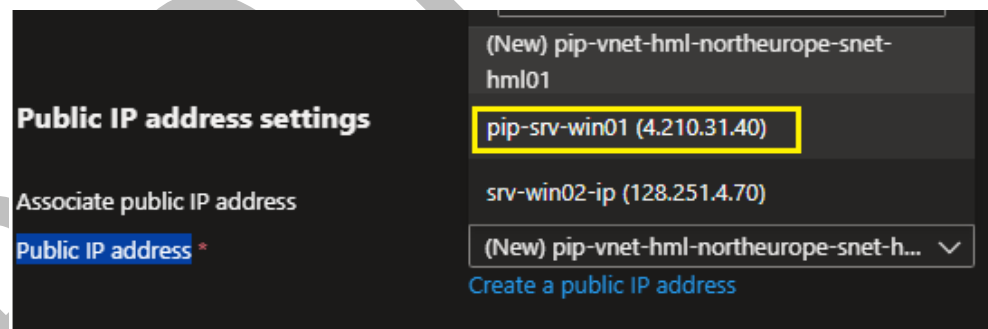 (New) pip-vnet-hml-northeurope-snet-
hml01
Public IP address settings
pip-srv-win01 (4.210.31.40)
srv-win02-ip (128.251.4.70)
Associate public IP address
Public IP address *
(New) pip-vnet-hml-northeurope-snet-h...
Create a public IP address